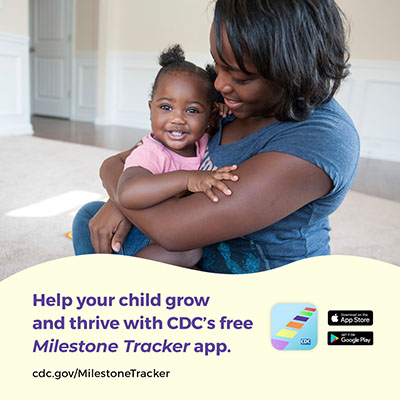 Help your child grow
and thrive with CDC's free
Milestone Tracker app.
cdc.gov/MilestoneTracker
CDC
Download on the
App Store
GET IT ON
Google Play